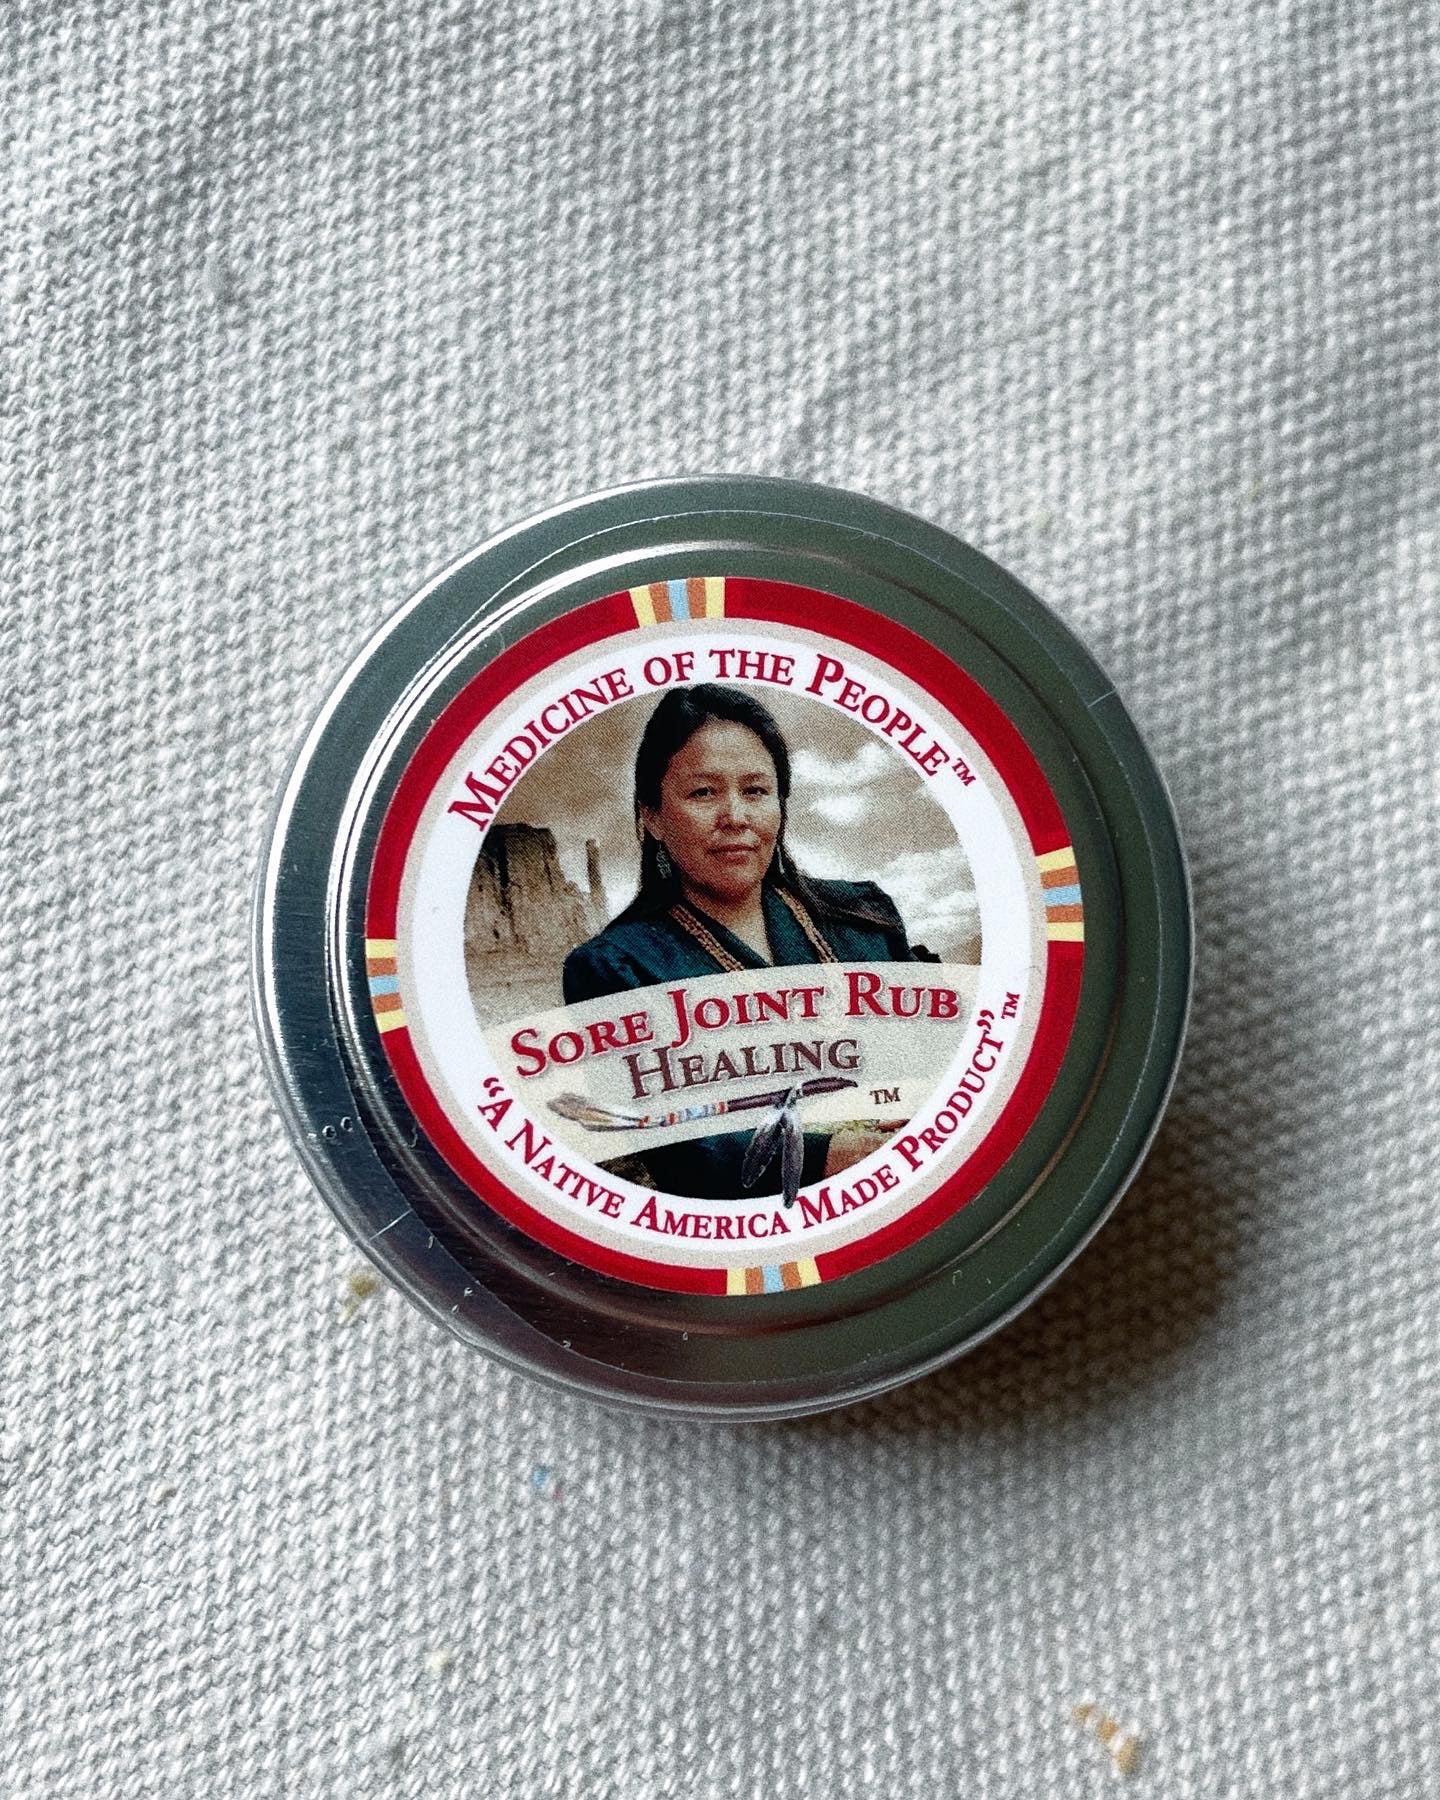 MEDICINE OF THE PEOPLE™
SORE JOINT RUB
HEALING
™
“A NATIVE AMERICA MADE PRODUCT”™